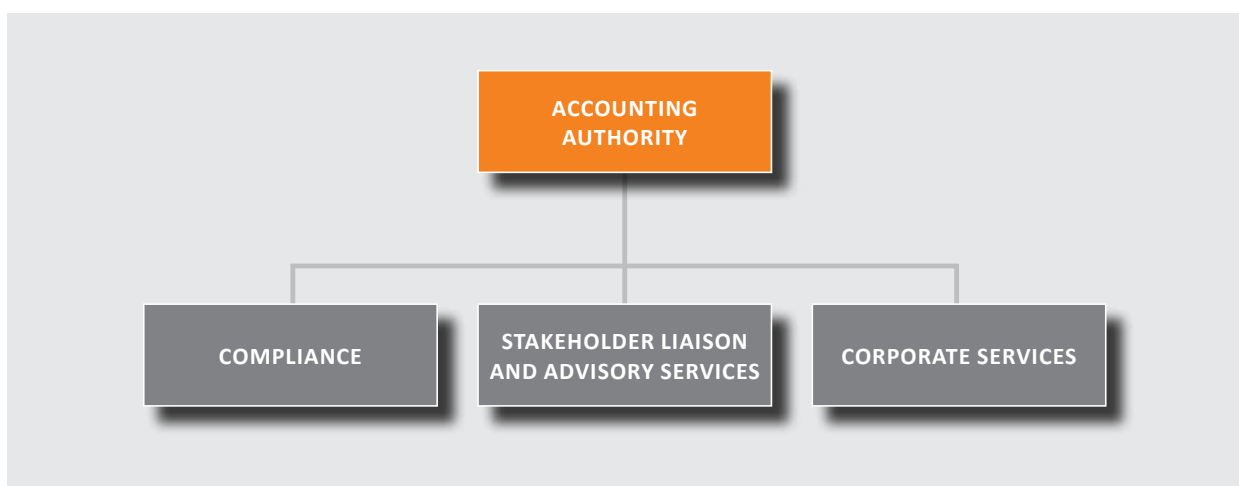 ACCOUNTING
AUTHORITY
COMPLIANCE
STAKEHOLDER LIAISON
AND ADVISORY SERVICES
CORPORATE SERVICES